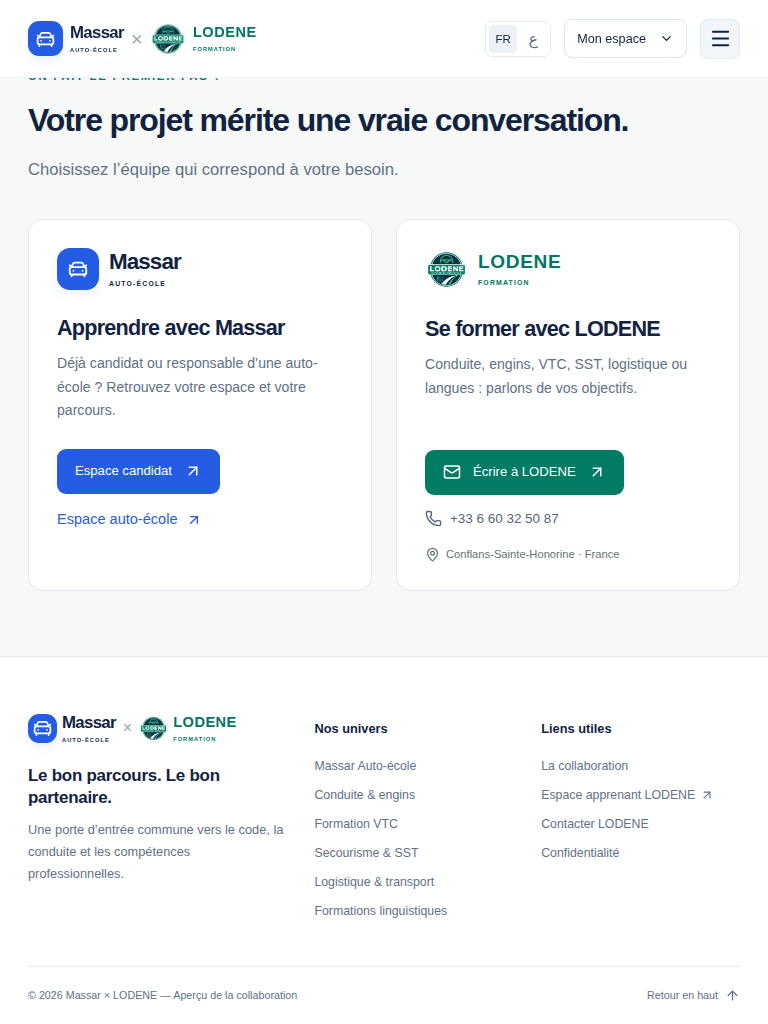 Massar
AUTO-ÉCOLE
×
LODENE
LODENE
FORMATION
FR
ع
Mon espace
Votre projet mérite une vraie conversation.
Choisissez l’équipe qui correspond à votre besoin.
Massar
AUTO-ÉCOLE
Apprendre avec Massar
Déjà candidat ou responsable d’une auto-
école ? Retrouvez votre espace et votre
parcours.
Espace candidat
Espace auto-école
LODENE
LODENE
FORMATION
Se former avec LODENE
Conduite, engins, VTC, SST, logistique ou
langues : parlons de vos objectifs.
Écrire à LODENE
+33 6 60 32 50 87
Conflans-Sainte-Honorine · France
Massar
AUTO-ÉCOLE
×
LODENE
LODENE
FORMATION
Le bon parcours. Le bon
partenaire.
Une porte d’entrée commune vers le code, la
conduite et les compétences
professionnelles.
Nos univers
Massar Auto-école
Conduite & engins
Formation VTC
Secourisme & SST
Logistique & transport
Formations linguistiques
Liens utiles
La collaboration
Espace apprenant LODENE
Contacter LODENE
Confidentialité
© 2026 Massar × LODENE — Aperçu de la collaboration
Retour en haut